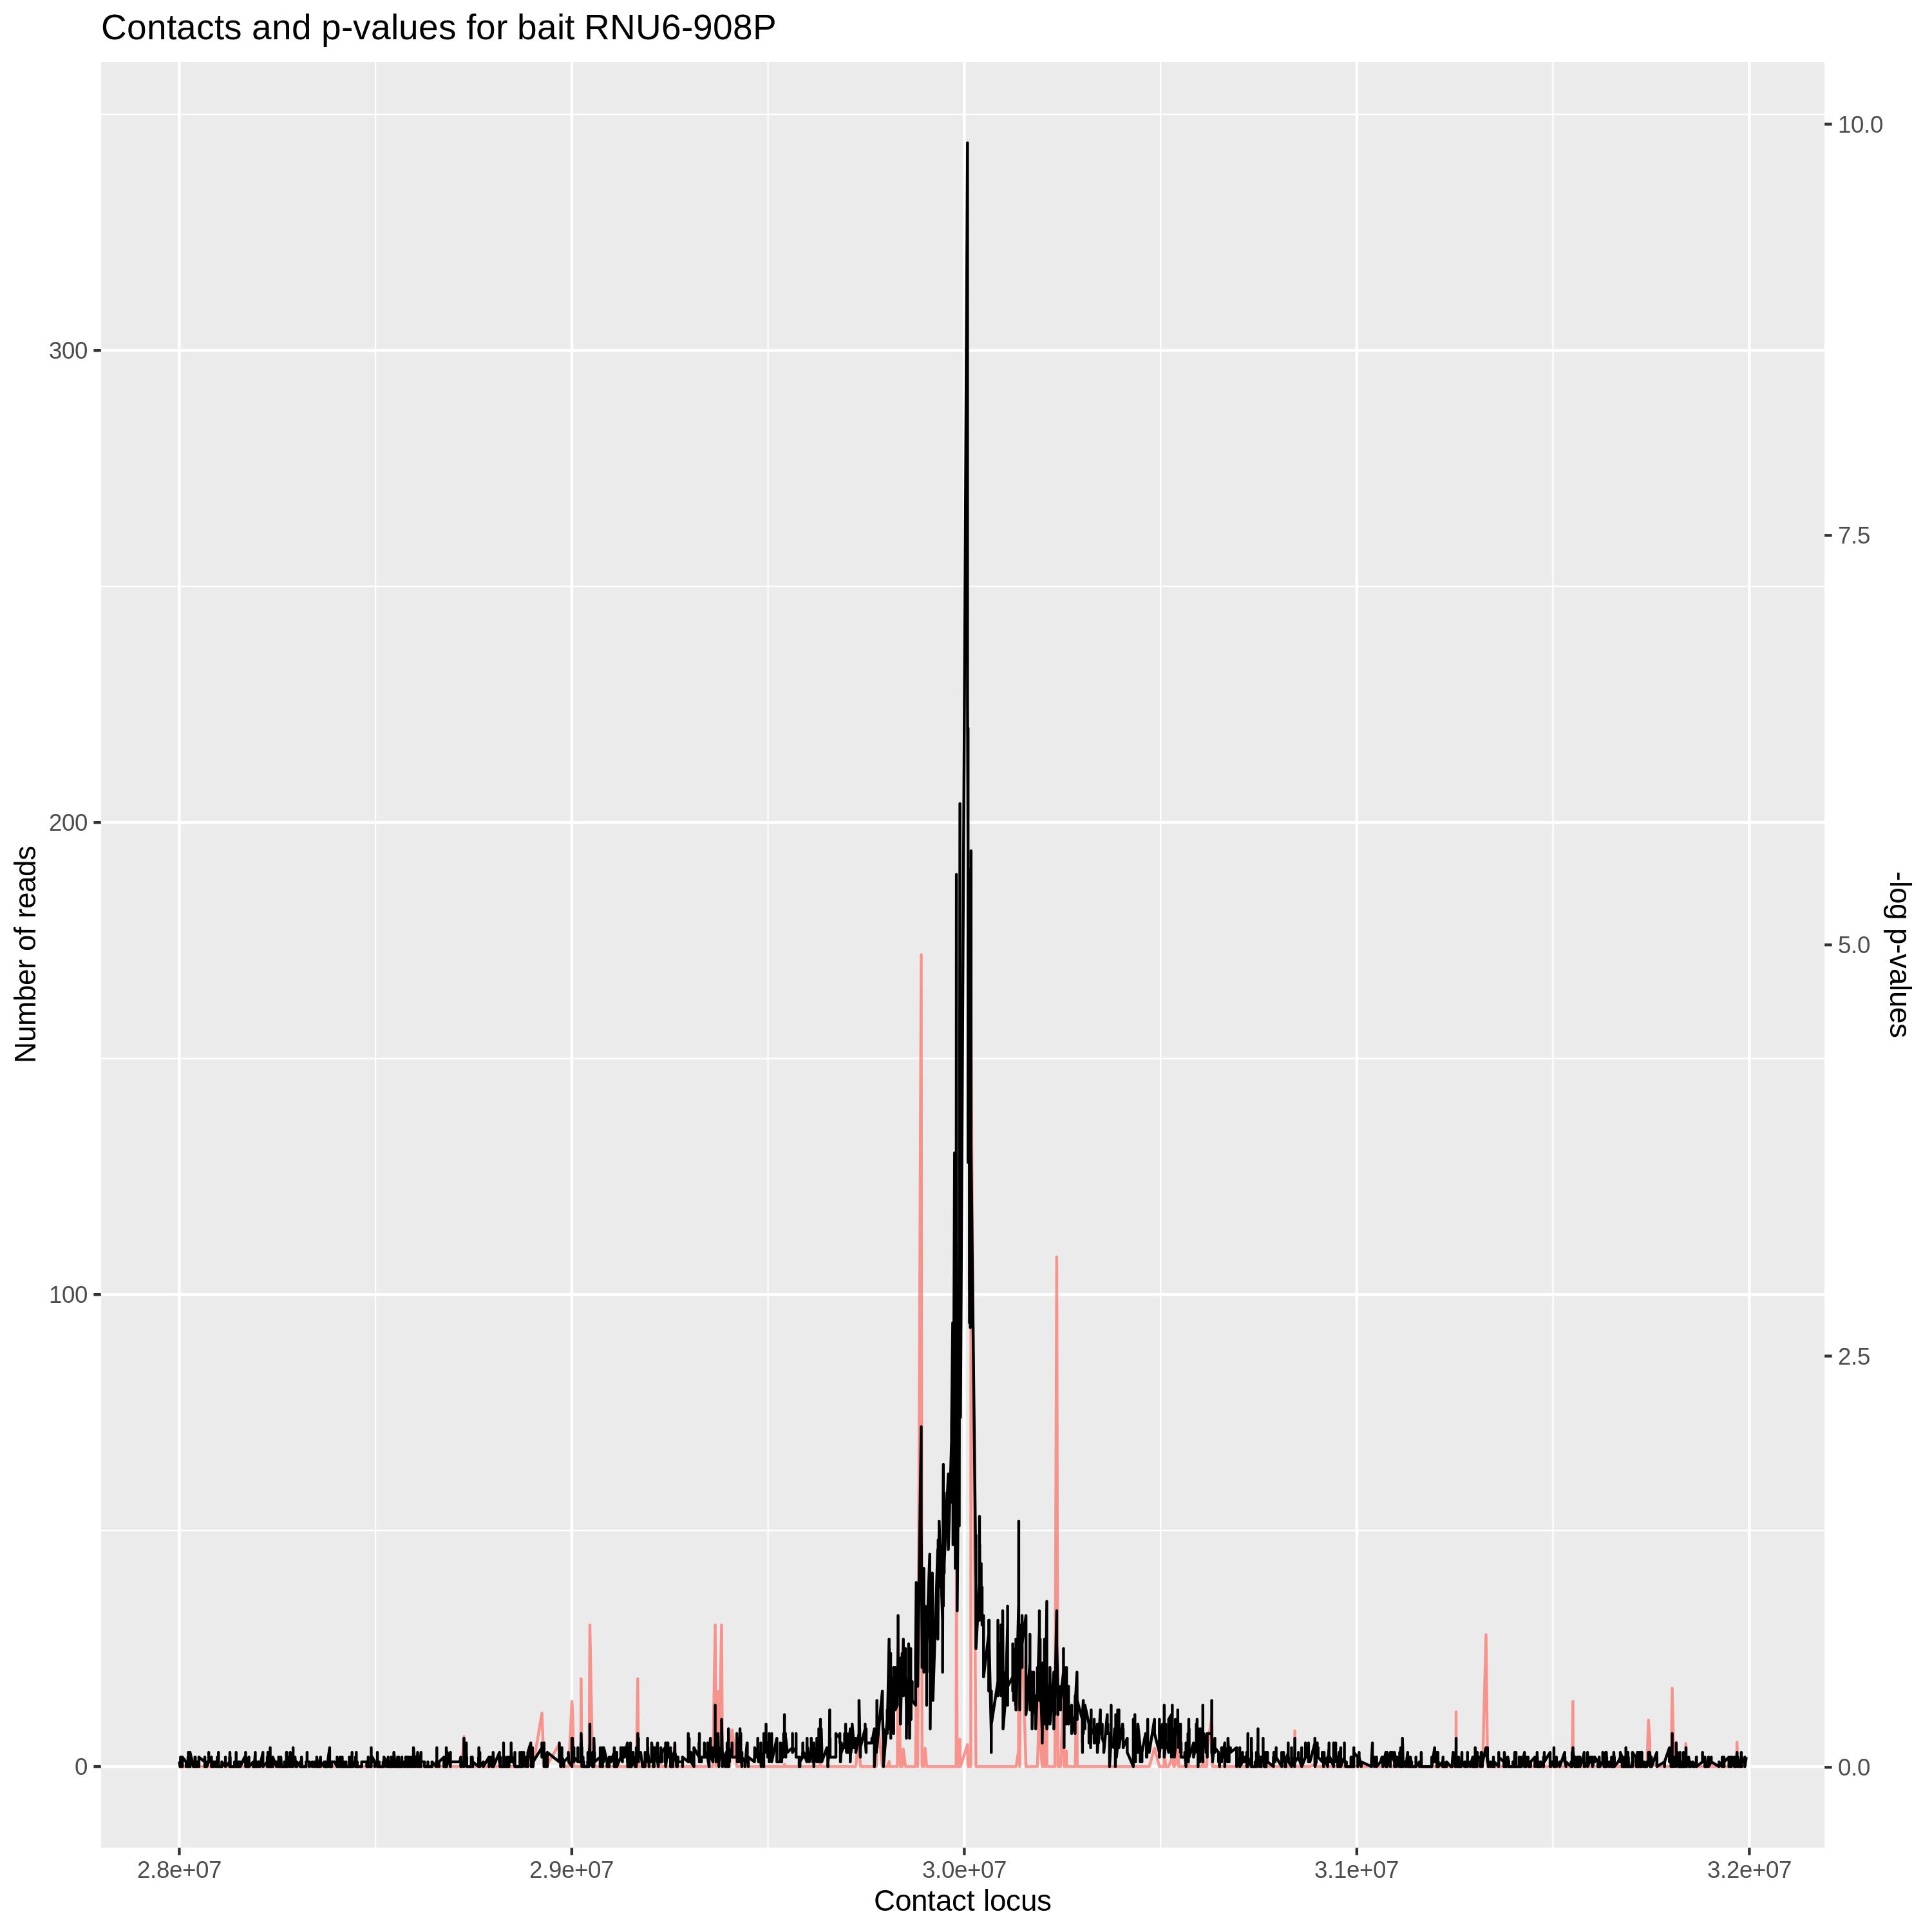 Contacts and p-values for bait RNU6-908P
Number of reads
300
200
100
0
10.0
7.5
5.0
2.5
0.0
-log p-values
2.8e+07
2.9e+07
3.0e+07
3.1e+07
3.2e+07
Contact locus